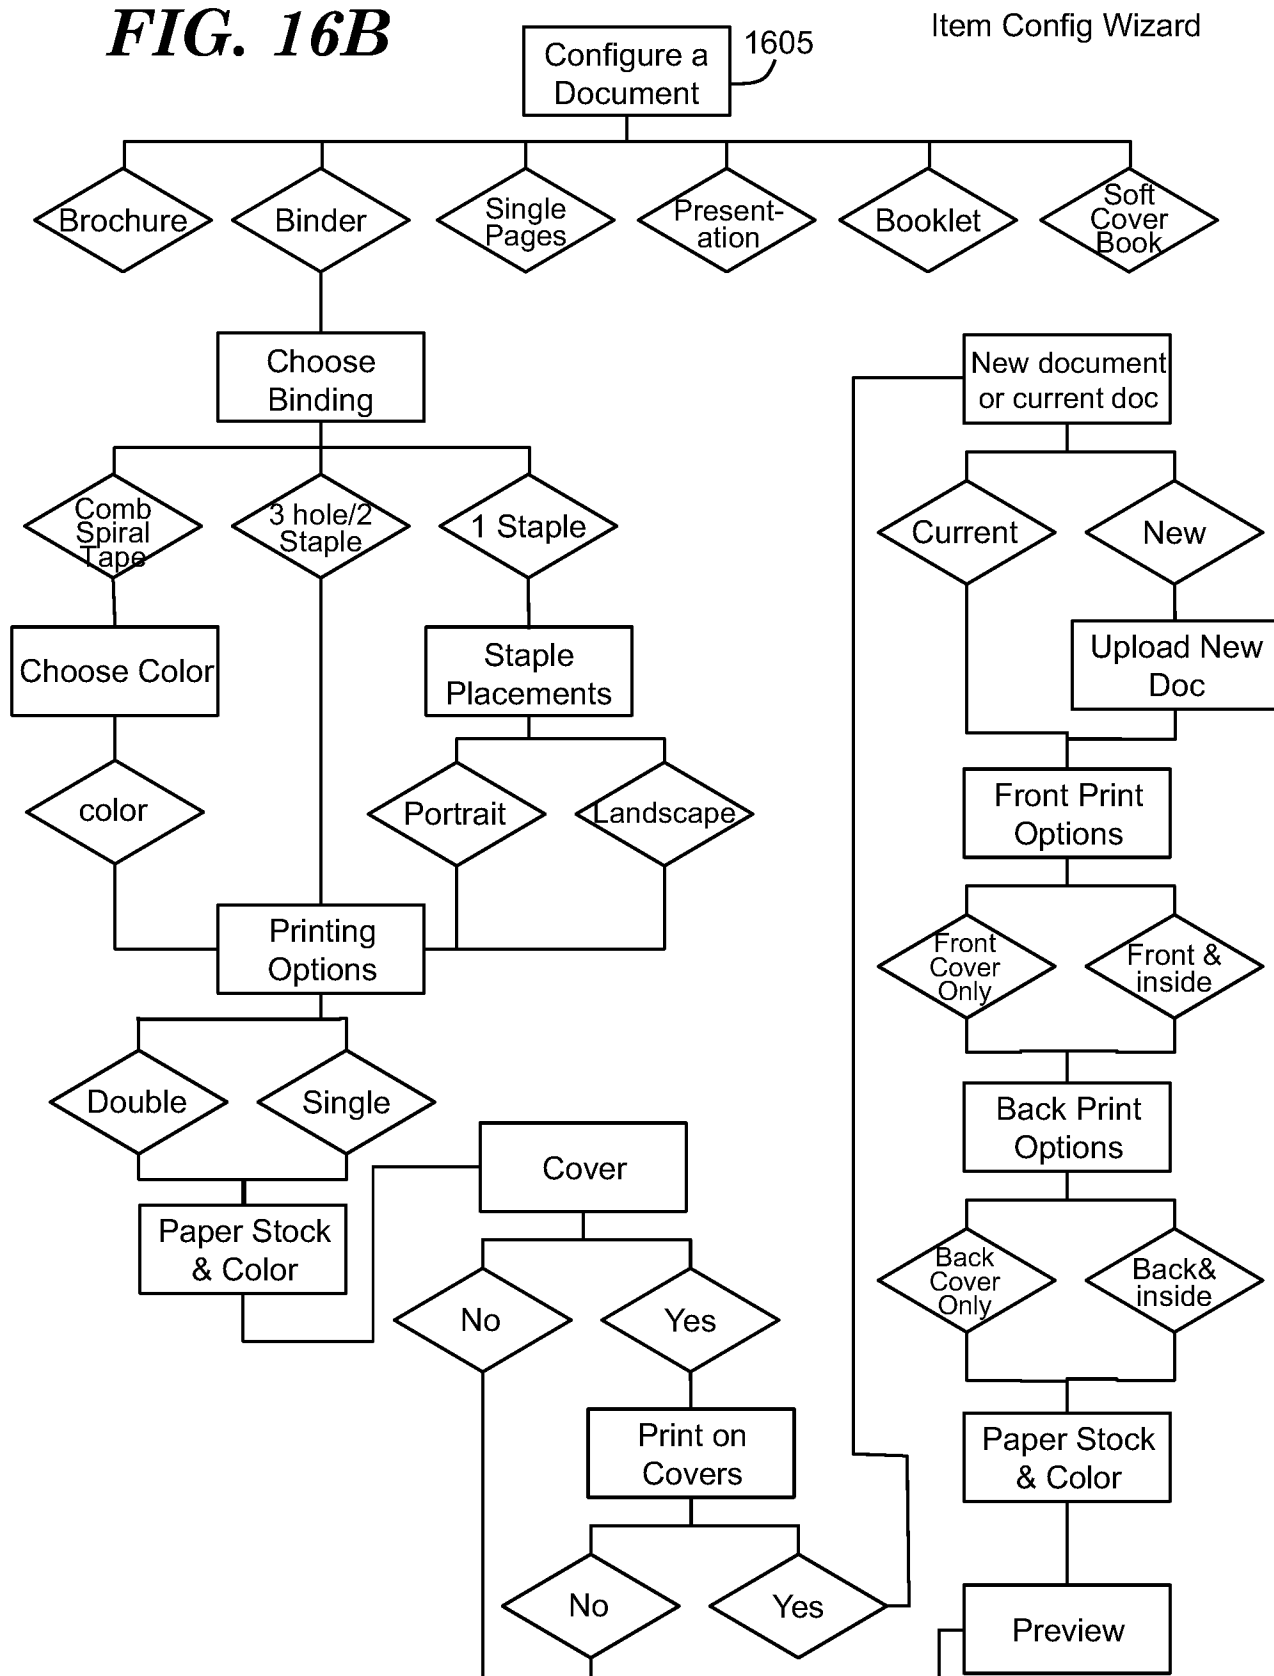 FIG. 16B
Item Config Wizard
Configure a
Document
1605
Brochure
Binder
Single
Pages
Present-
ation
Booklet
Soft
Cover
Book
Choose
Binding
Comb
Spiral
Tape
3 hole/2
Staple
1 Staple
Choose Color
Staple
Placements
color
Portrait
Landscape
Printing
Options
Double
Single
Paper Stock
& Color
Cover
No
Yes
Print on
Covers
No
Yes
New document
or current doc
Current
New
Upload New
Doc
Front Print
Options
Front
Cover
Only
Front &
inside
Back Print
Options
Back
Cover
Only
Back&
inside
Paper Stock
& Color
Preview